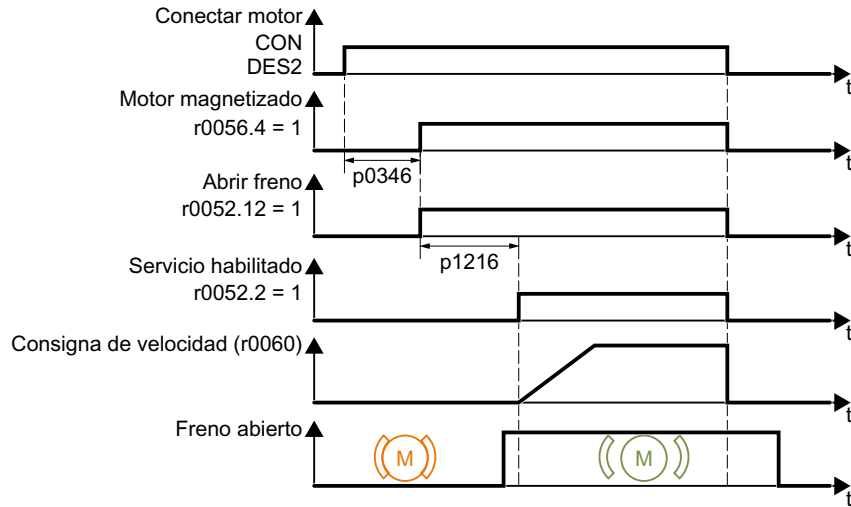 Conectar motor
CON
DES2
t
Motor magnetizado
r0056.4 = 1
t
p0346
Abrir freno
r0052.12 = 1
t
p1216
Servicio habilitado
r0052.2 = 1
t
Consigna de velocidad (r0060)
t
Freno abierto
M
M
t